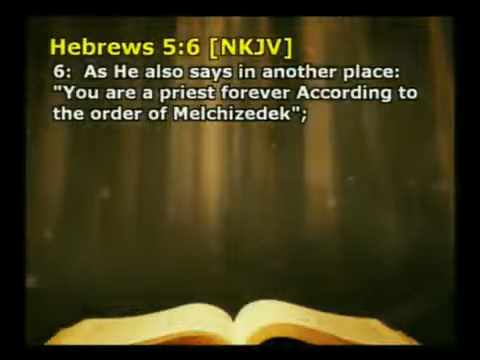 Hebrews 5:6 [NKJV]
6: As He also says in another place:
"You are a priest forever According to
the order of Melchizedek";